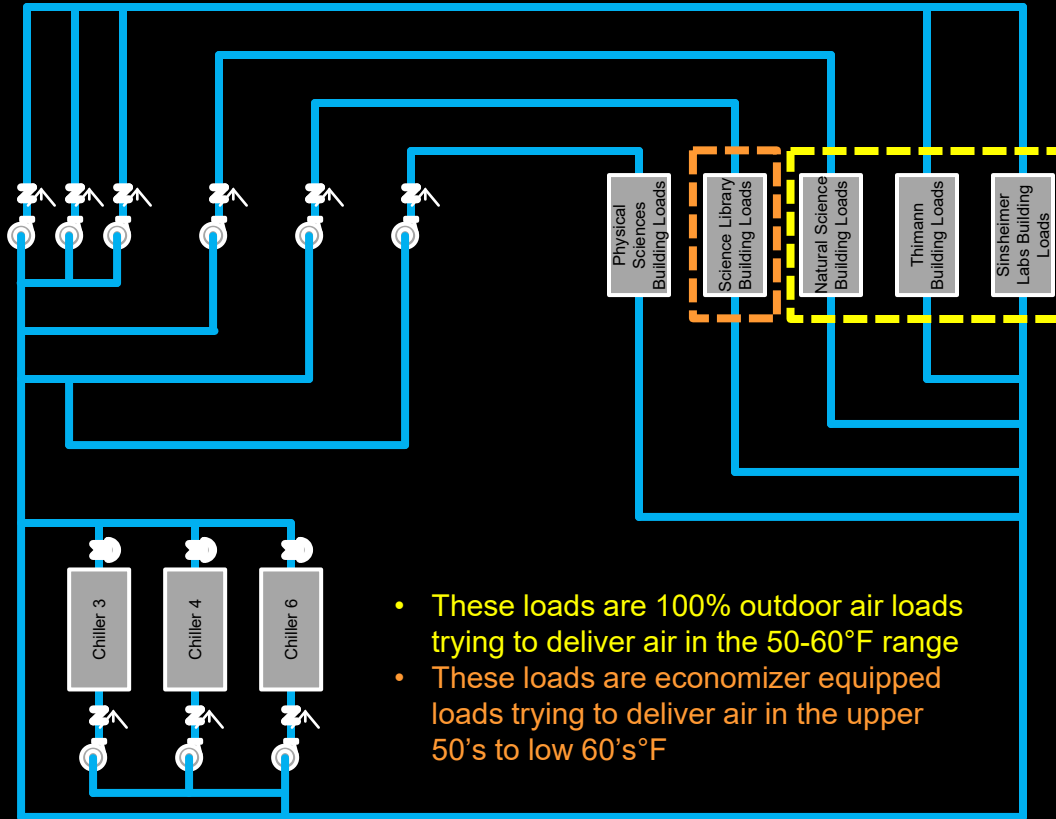 Physical
Sciences
Building Loads
Science Library
Building Loads
Natural Science
Building Loads
Thimann
Building Loads
Sinsheimer
Labs Building
Loads
Chiller 3
Chiller 4
Chiller 6
• These loads are 100% outdoor air loads
trying to deliver air in the 50-60°F range
• These loads are economizer equipped
loads trying to deliver air in the upper
50's to low 60's°F